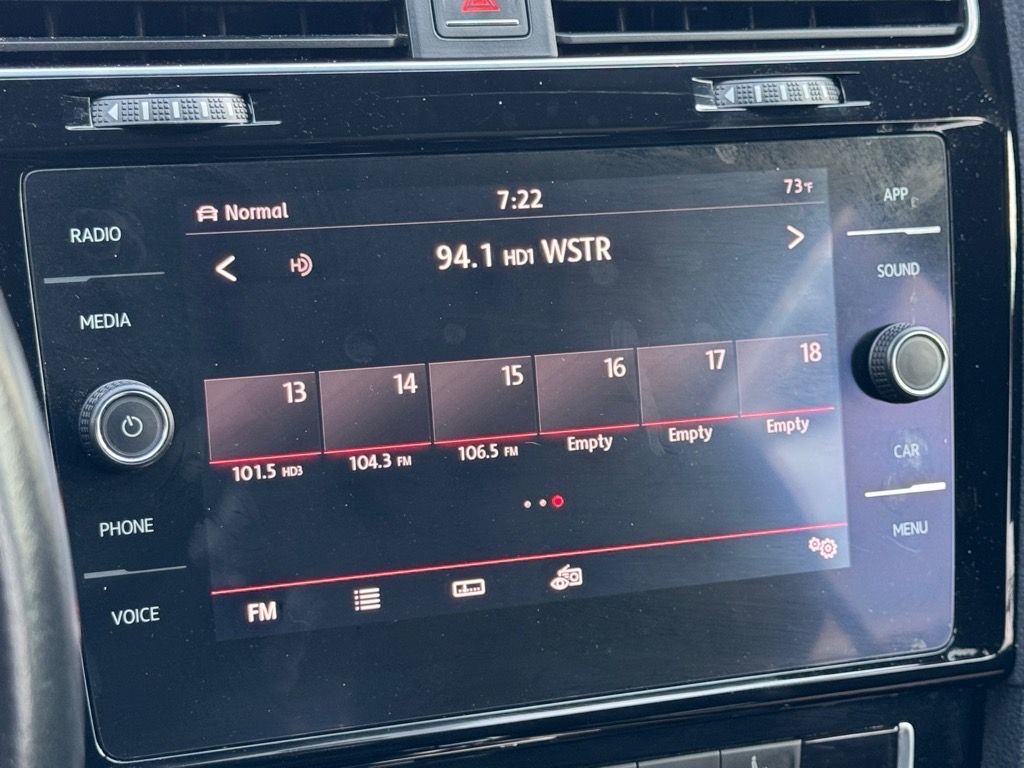 Normal
7:22
73°F
94.1 HD1 WSTR
13
14
15
16
17
18
101.5 HD3
104.3 FM
106.5 FM
Empty
Empty
Empty
FM
RADIO
MEDIA
PHONE
VOICE
APP
SOUND
CAR
MENU